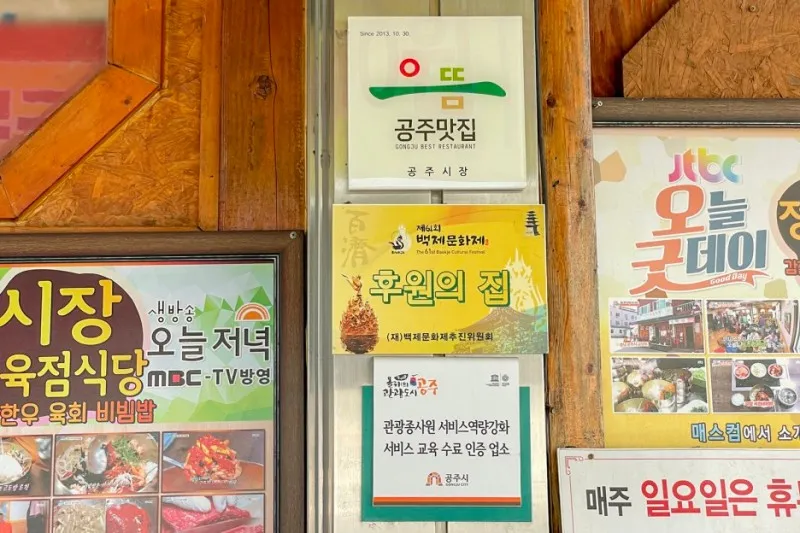 Since 2013. 10. 30.
으뜸
공주맛집
GONGJU BEST RESTAURANT
공주시장
百濟
제61회
백제문화제
The 61st Baekje Cultural Festival
후원의 집
(재)백제문화제추진위원회
공주
관광종사원 서비스역량강화
서비스 교육 수료 인증 업소
공주시
시장
육점식당
한우 육회 비빔밥
생방송
오늘 저녁
MBC-TV방영
jtbc
오늘
굿데이
Good Day
매스컴에서 소개
매주 일요일은 휴